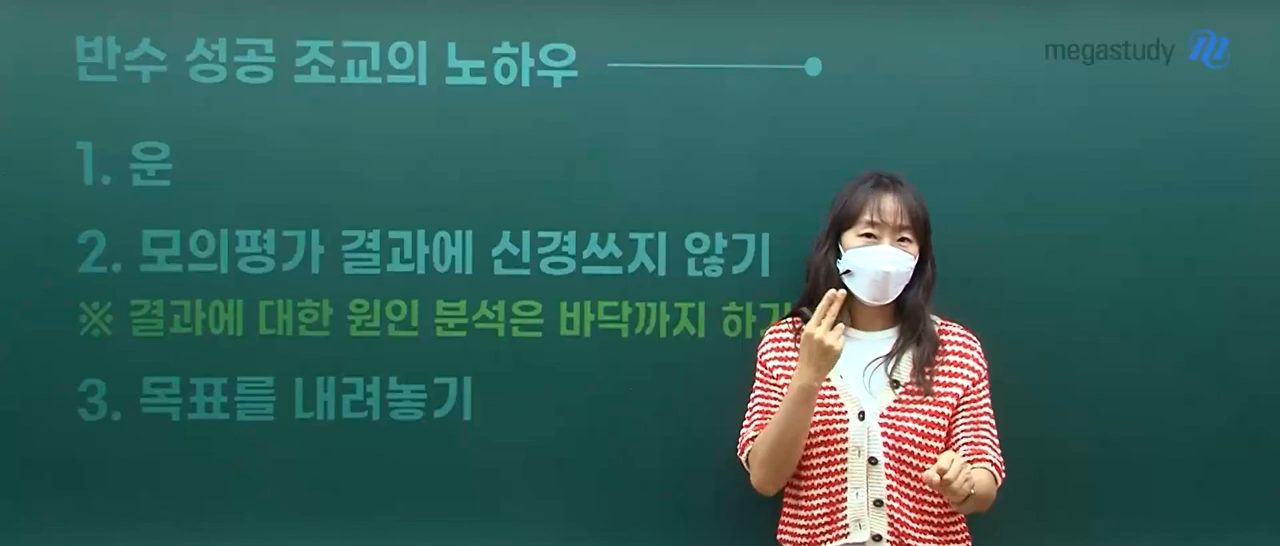 반수 성공 조교의 노하우
megastudy
1. 운
2. 모의평가 결과에 신경쓰지 않기
※ 결과에 대한 원인 분석은 바닥까지
3. 목표를 내려놓기